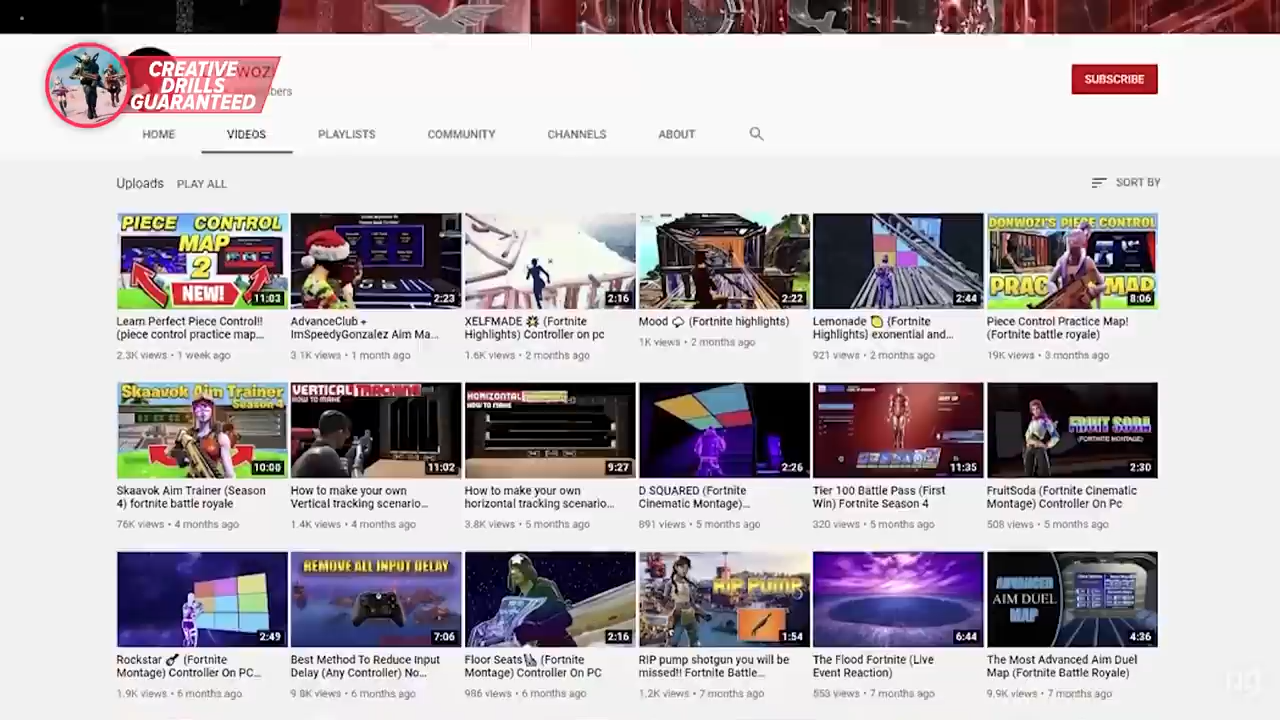 CREATIVE
DRILLS
GUARANTEED
SUBSCRIBE
HOME VIDEOS PLAYLISTS COMMUNITY CHANNELS ABOUT
Uploads PLAY ALL SORT BY
PIECE CONTROL
MAP
2
NEW!
11:03
2:23
2:16
2:22
2:44
DONWOZI'S PIECE CONTROL
PRAC MAP
8:06
Learn Perfect Piece Control!!
(piece control practice map...
2.3K views • 1 week ago
AdvanceClub +
ImSpeedyGonzalez Aim Ma...
3.1K views • 1 month ago
XELFMADE 💥 (Fortnite
Highlights) Controller on pc
1.6K views • 2 months ago
Mood 🌩 (Fortnite highlights)
1K views • 2 months ago
Lemonade 🍋 {Fortnite
Highlights) exponential and...
921 views • 2 months ago
Piece Control Practice Map!
(Fortnite battle royale)
19K views • 3 months ago
Skaavok Aim Trainer
Season 4
10:00
VERTICAL TRACKING
HOW TO MAKE
11:02
HORIZONTAL
HOW TO MAKE
9:27
2:26
11:35
FRUIT SODA
(FORTNITE MONTAGE)
2:30
Skaavok Aim Trainer (Season
4) fortnite battle royale
76K views • 4 months ago
How to make your own
Vertical tracking scenario...
1.4K views • 4 months ago
How to make your own
horizontal tracking scenario...
3.8K views • 5 months ago
D SQUARED (Fortnite
Cinematic Montage)...
891 views • 5 months ago
Tier 100 Battle Pass (First
Win) Fortnite Season 4
320 views • 5 months ago
FruitSoda (Fortnite Cinematic
Montage) Controller On Pc
508 views • 5 months ago
2:49
REMOVE ALL INPUT DELAY
7:06
2:16
RIP PUMP
1:54
6:44
ADVANCED
AIM DUEL
MAP
4:36
Rockstar 🎸 (Fortnite
Montage) Controller On PC...
1.9K views • 6 months ago
Best Method To Reduce Input
Delay (Any Controller) No...
9.8K views • 6 months ago
Floor Seats (Fortnite
Montage) Controller On PC
986 views • 6 months ago
RIP pump shotgun you will be
missed!! Fortnite Battle...
1.2K views • 7 months ago
The Flood Fortnite (Live
Event Reaction)
553 views • 7 months ago
The Most Advanced Aim Duel
Map (Fortnite Battle Royale)
9.9K views • 7 months ago